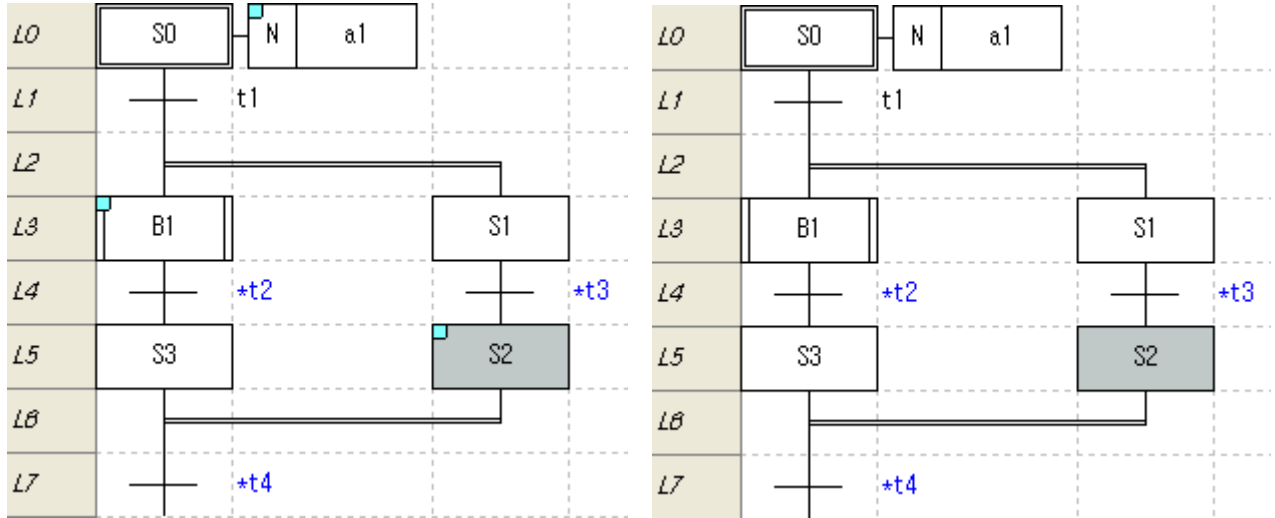 L0 S0 N a1
L1 t1
L2
L3 B1 S1
L4 *t2 *t3
L5 S3 S2
L6
L7 *t4
L0 S0 N a1
L1 t1
L2
L3 B1 S1
L4 *t2 *t3
L5 S3 S2
L6
L7 *t4